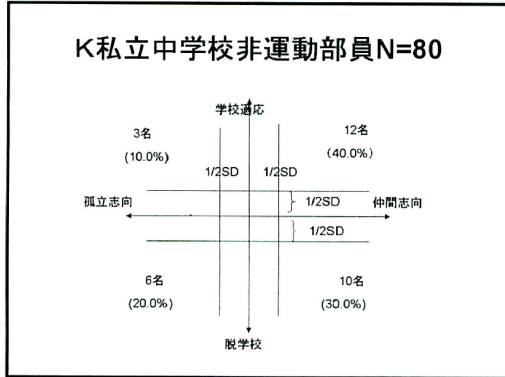 K私立中学校非運動部員N=80
学校適応
3名
(10.0%)
12名
(40.0%)
1/2SD
1/2SD
1/2SD
孤立志向
仲間志向
1/2SD
6名
(20.0%)
10名
(30.0%)
脱学校